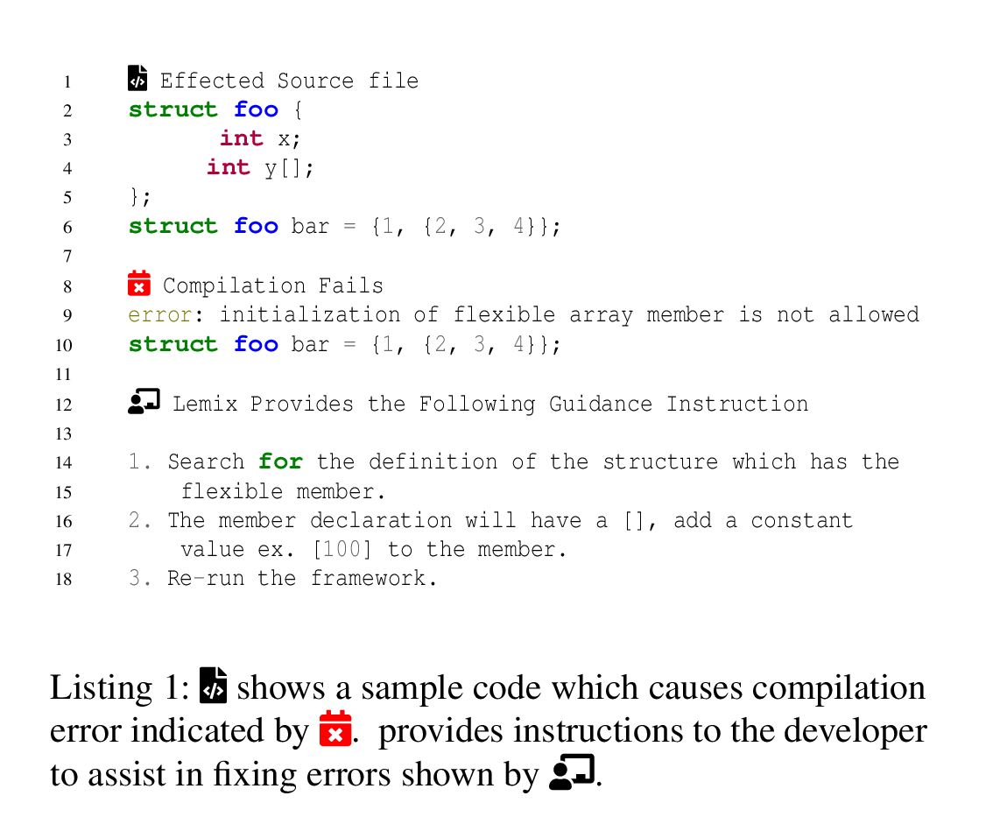 1 Effected Source file
2 struct foo {
3 int x;
4 int y[];
5 };
6 struct foo bar = {1, {2, 3, 4}};
7
8 Compilation Fails
9 error: initialization of flexible array member is not allowed
10 struct foo bar = {1, {2, 3, 4}};
11
12 Lemix Provides the Following Guidance Instruction
13
14 1. Search for the definition of the structure which has the
15 flexible member.
16 2. The member declaration will have a [], add a constant
17 value ex. [100] to the member.
18 3. Re-run the framework.
Listing 1: shows a sample code which causes compilation
error indicated by . provides instructions to the developer
to assist in fixing errors shown by .